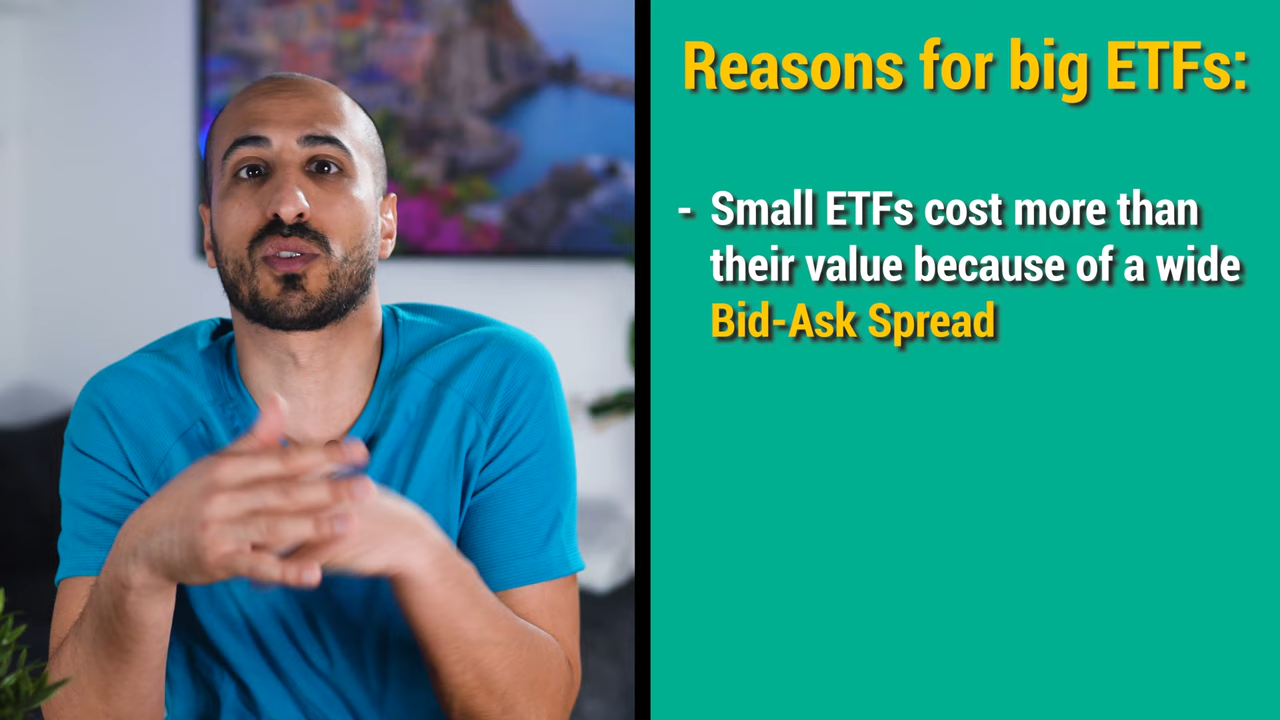 Reasons for big ETFs:
- Small ETFs cost more than
their value because of a wide
Bid-Ask Spread